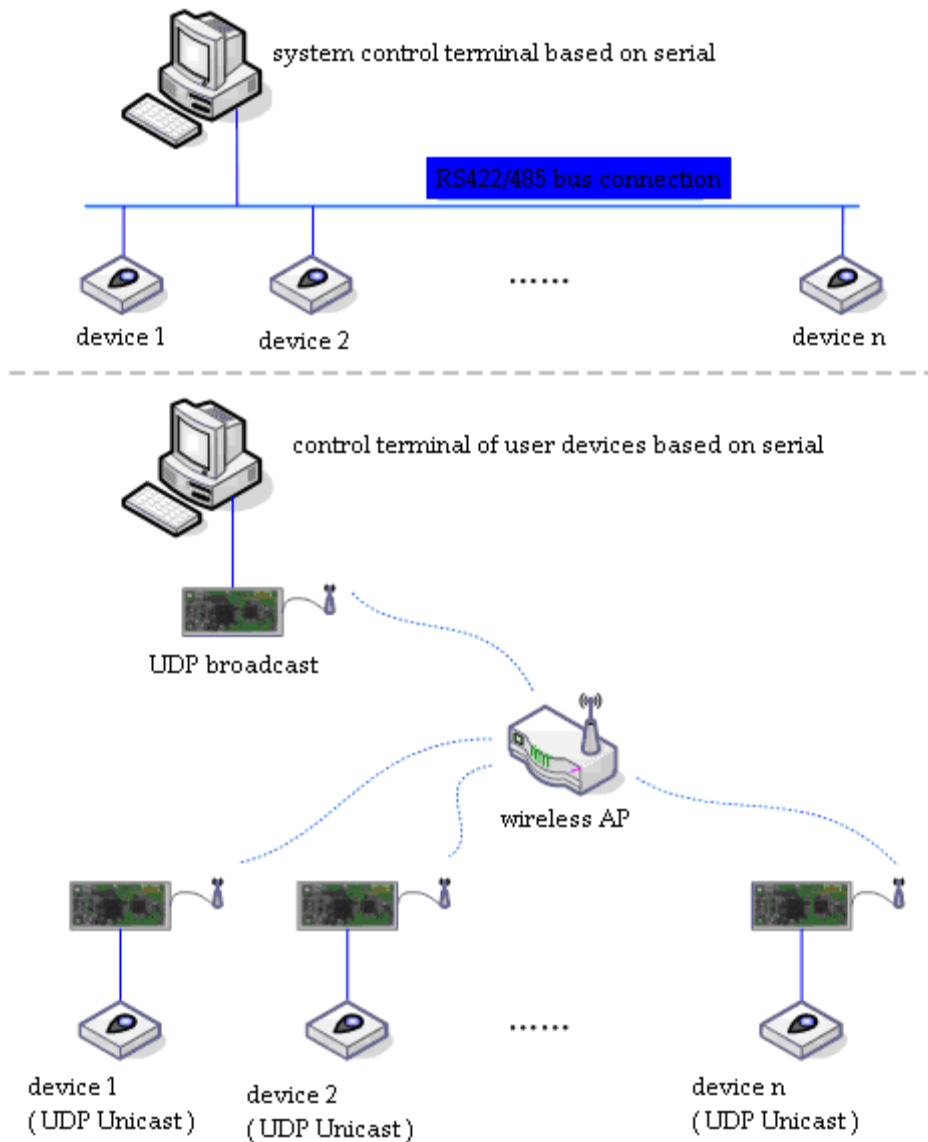 system control terminal based on serial
RS422/485 bus connection
......
device 1
device 2
device n
control terminal of user devices based on serial
UDP broadcast
wireless AP
......
device 1
( UDP Unicast )
device 2
( UDP Unicast )
device n
( UDP Unicast )